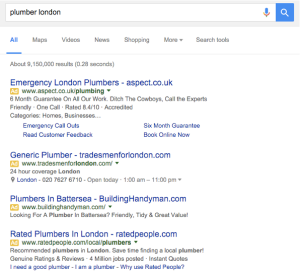 plumber london
All Maps Videos News Shopping More Search tools
About 9,150,000 results (0.28 seconds)
Emergency London Plumbers - aspect.co.uk
Ad www.aspect.co.uk/plumbing
6 Month Guarantee On All Our Work. Ditch The Cowboys, Call the Experts
Friendly · One Call · Rated 8.4/10 · Accredited
Categories: Homes, Businesses...
Emergency Call Outs Six Month Guarantee
Read Customer Feedback Book Online Now
Generic Plumber - tradesmenforlondon.com
Ad www.tradesmenforlondon.com/
24 hour coverage London
London - 020 7627 6710 - Open today · 1:00 am – 11:00 pm
Plumbers In Battersea - BuildingHandyman.com
Ad www.buildinghandyman.com/
Looking For A Plumber In Battersea? Friendly, Tidy & Great Value!
Rated Plumbers In London - ratedpeople.com
Ad www.ratedpeople.com/local/plumbers
Recommended plumbers in London. Save time finding a local plumber!
Genuine Ratings & Reviews · 4 Million jobs posted · Instant Quotes
I need a good plumber - I am a plumber - Why use Rated People?